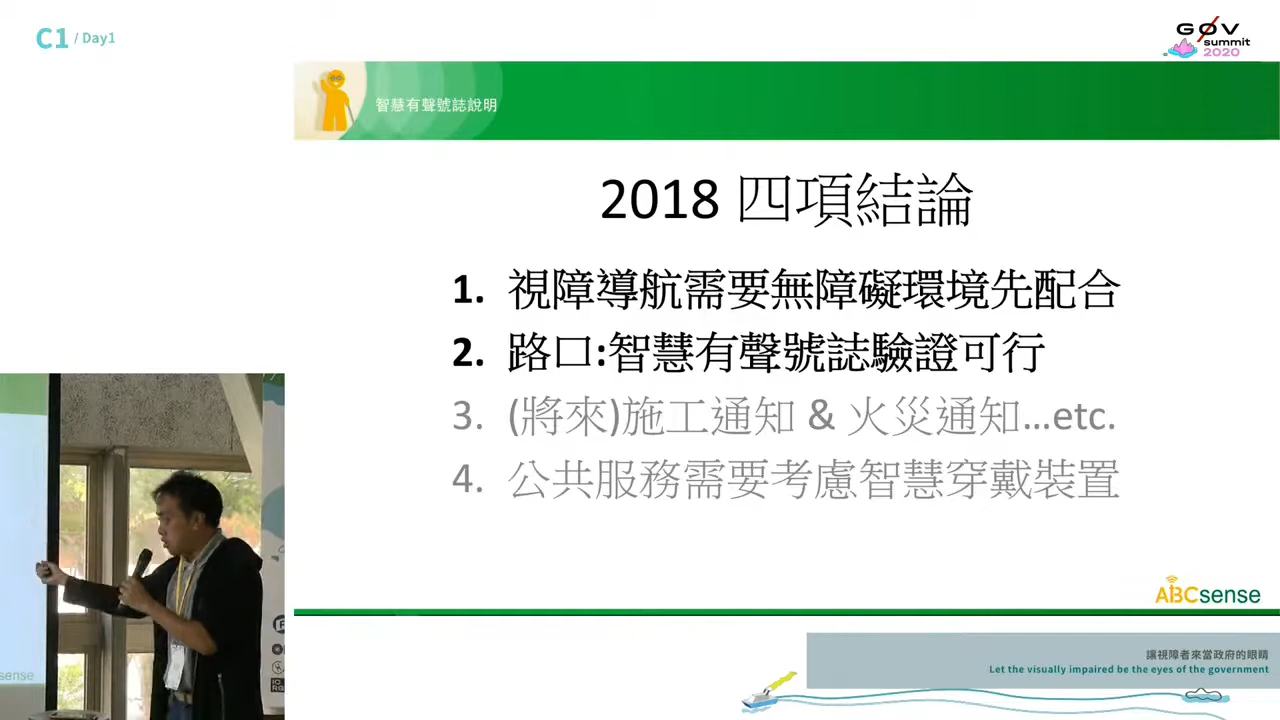 C1 / Day1
GØV
summit
2020
智慧有聲號誌說明
2018 四項結論
1. 視障導航需要無障礙環境先配合
2. 路口:智慧有聲號誌驗證可行
3. (將來)施工通知 & 火災通知...etc.
4. 公共服務需要考慮智慧穿戴裝置
ABCsense
sense
讓視障者來當政府的眼睛
Let the visually impaired be the eyes of the government